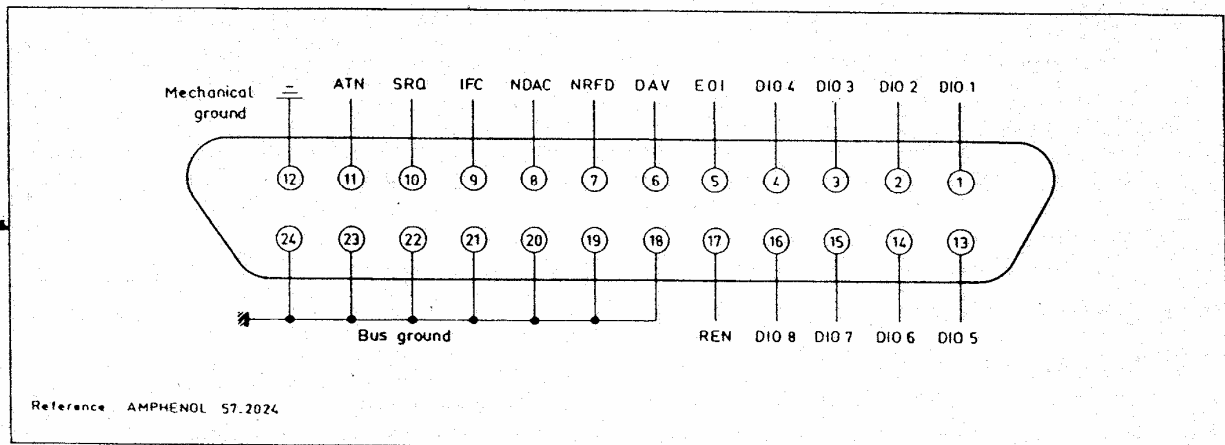 Mechanical ground
ATN SRQ IFC NDAC NRFD DAV EOI DIO 4 DIO 3 DIO 2 DIO 1
12 11 10 9 8 7 6 5 4 3 2 1
24 23 22 21 20 19 18 17 16 15 14 13
Bus ground
REN DIO 8 DIO 7 DIO 6 DIO 5
Reference AMPHENOL 57-2024